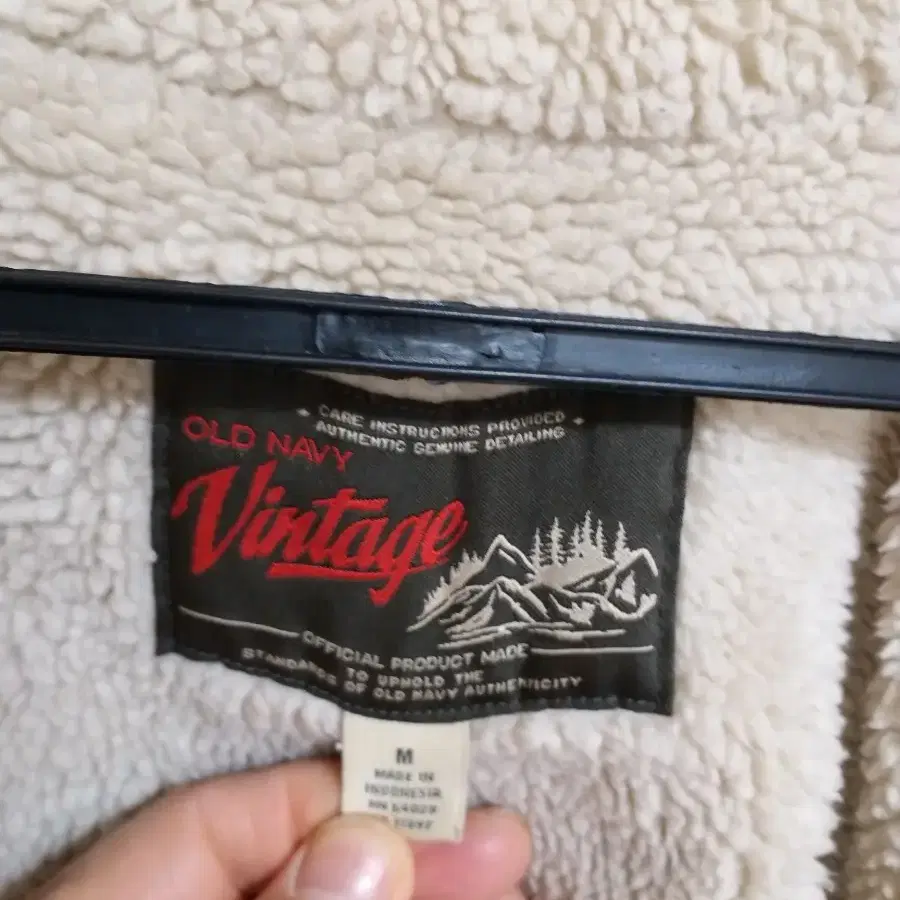 CARE INSTRUCTIONS PROVIDED
AUTHENTIC GENUINE DETAILING
OLD NAVY
Vintage
OFFICIAL PRODUCT MADE
STANDARDS TO UPHOLD THE
OF OLD NAVY AUTHENTICITY
M
MADE IN
INDONESIA